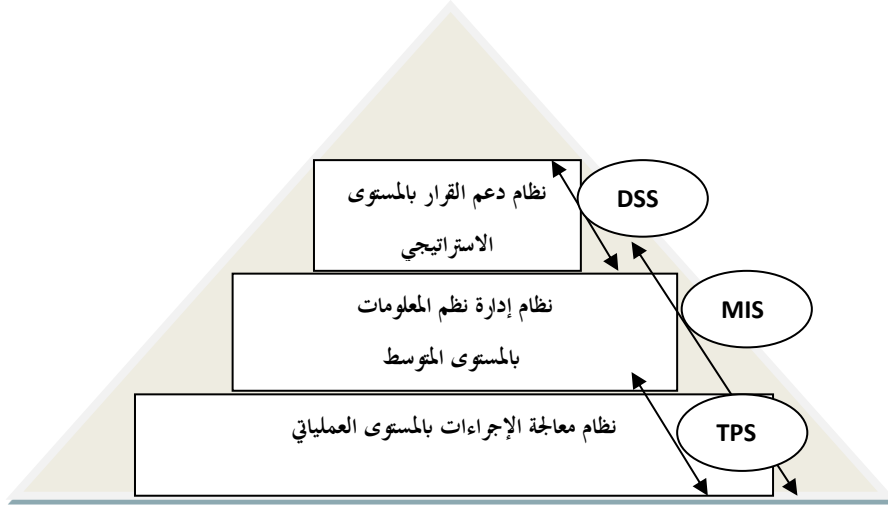 نظام دعم القرار بالمستوى
الاستراتيجي
DSS
نظام إدارة نظم المعلومات
بالمستوى المتوسط
MIS
نظام معالجة الإجراءات بالمستوى العملياتي
TPS